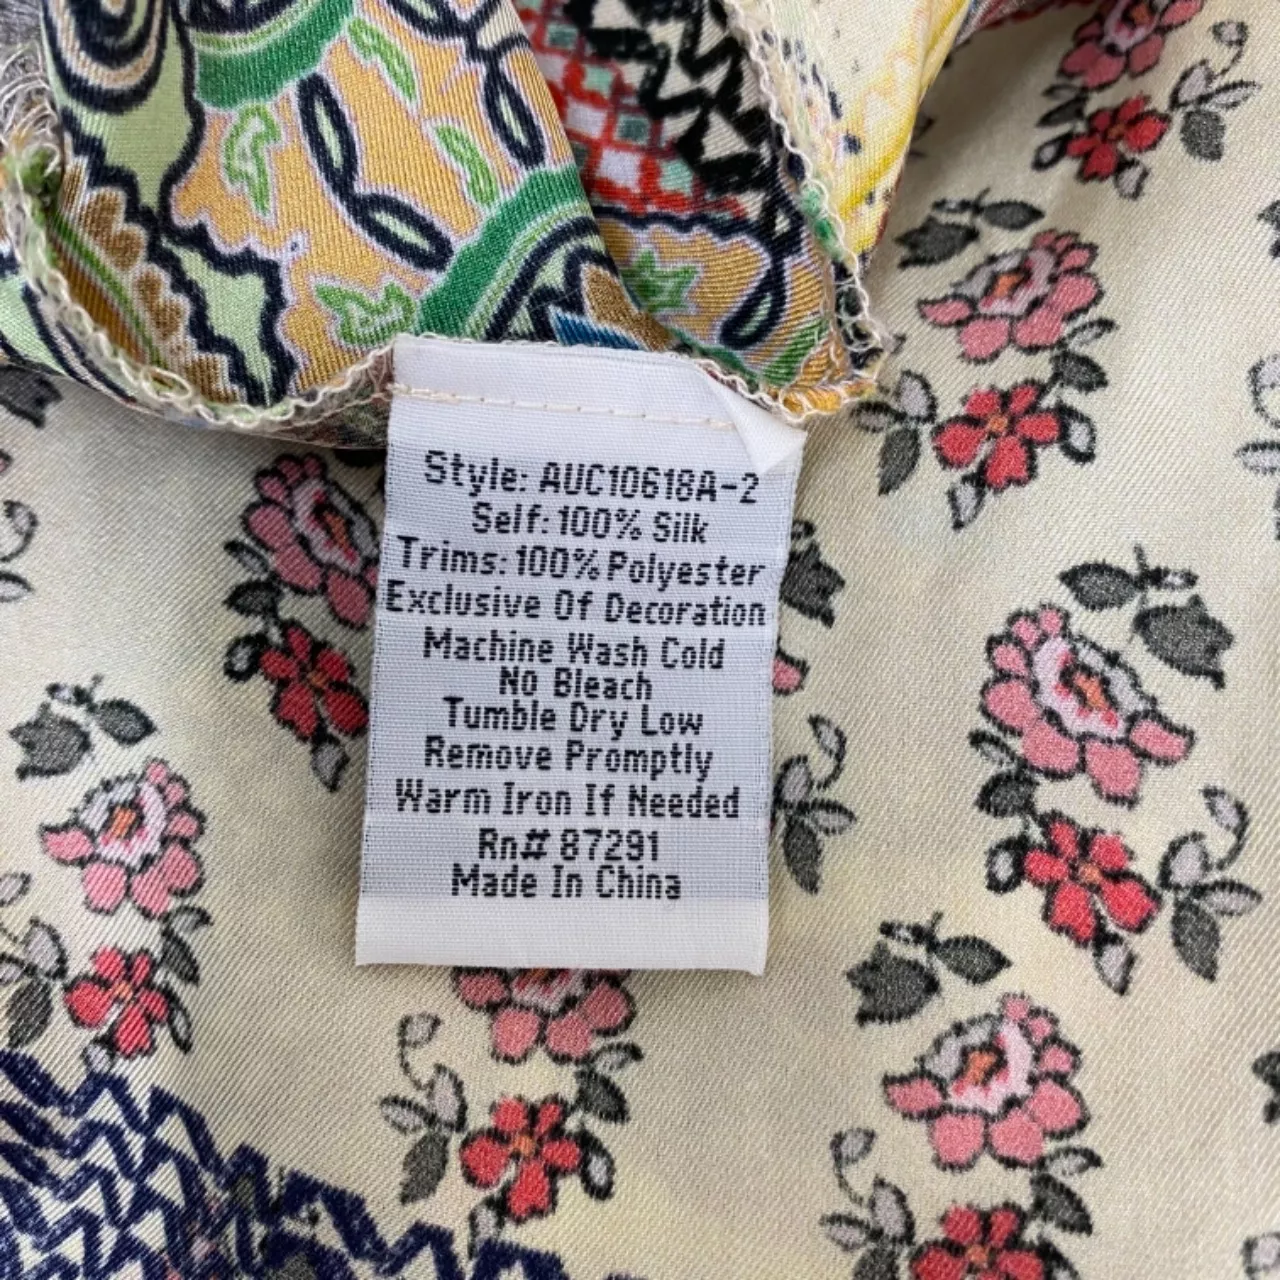 Style: AUC10618A-2
Self: 100% Silk
Trims: 100% Polyester
Exclusive Of Decoration
Machine Wash Cold
No Bleach
Tumble Dry Low
Remove Promptly
Warm Iron If Needed
Rn# 87291
Made In China